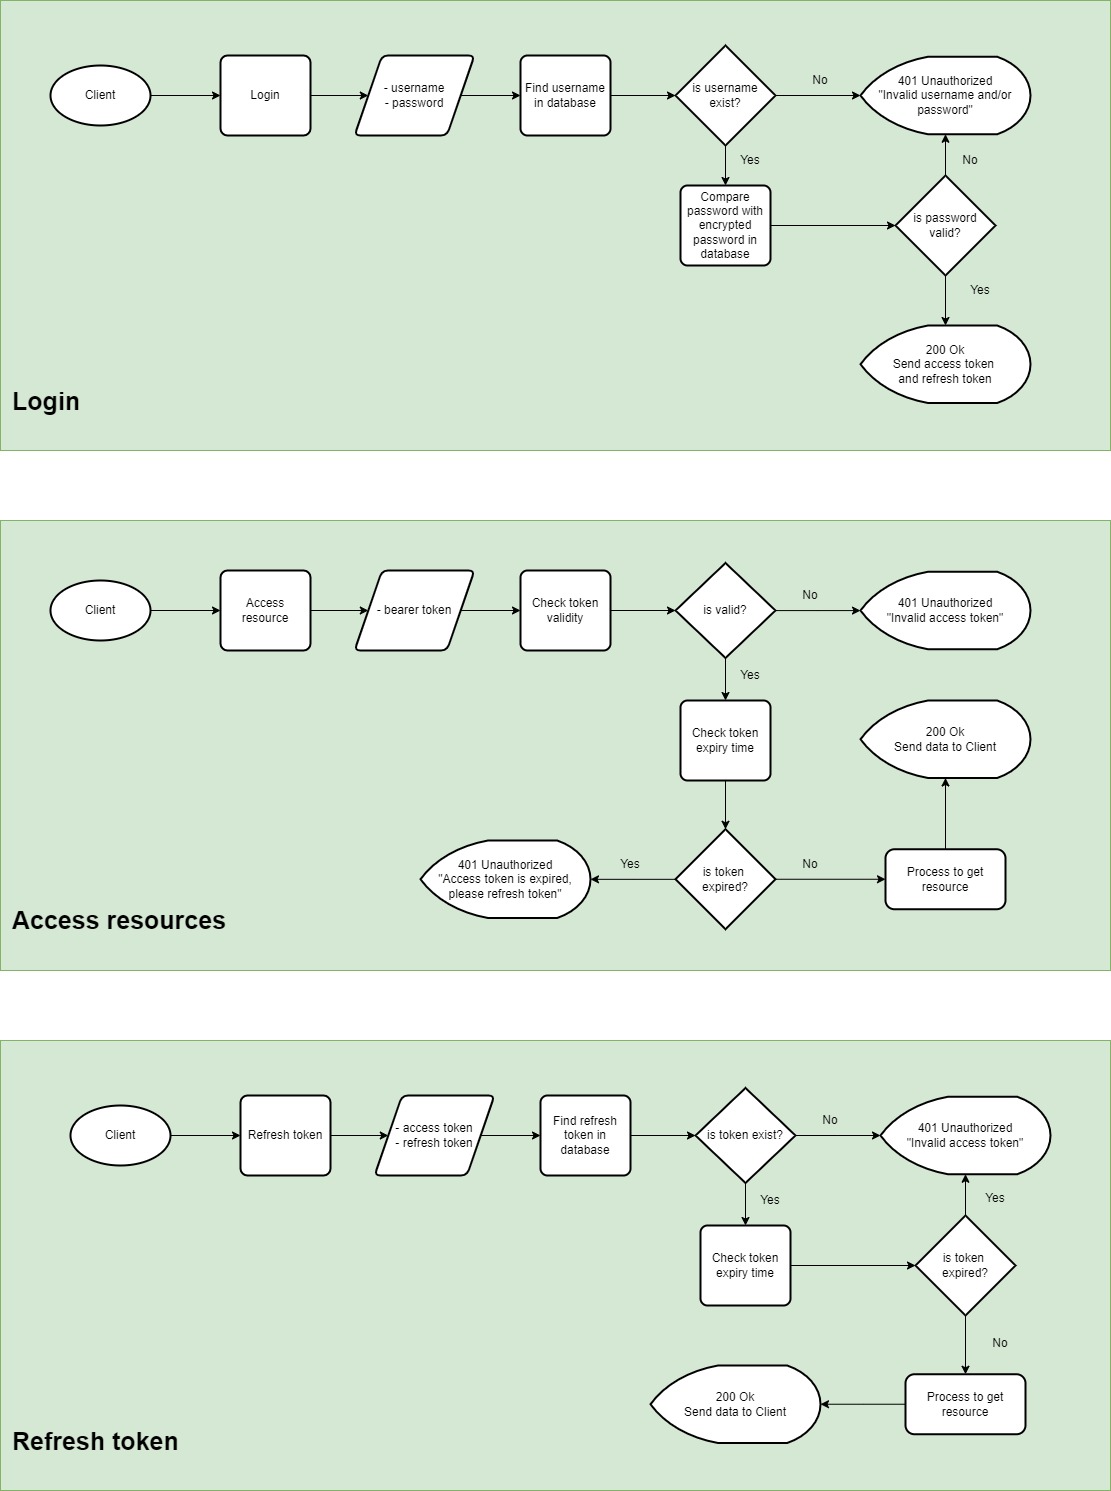 Client
Login
- username
- password
Find username
in database
is username
exist?
No
401 Unauthorized
"Invalid username and/or
password"
Yes
No
Compare
password with
encrypted
password in
database
is password
valid?
Yes
200 Ok
Send access token
and refresh token
Login
Client
Access
resource
- bearer token
Check token
validity
is valid?
No
401 Unauthorized
"Invalid access token"
Yes
Check token
expiry time
200 Ok
Send data to Client
401 Unauthorized
"Access token is expired,
please refresh token"
Yes
is token
expired?
No
Process to get
resource
Access resources
Client
Refresh token
- access token
- refresh token
Find refresh
token in
database
is token exist?
No
401 Unauthorized
"Invalid access token"
Yes
Yes
Check token
expiry time
is token
expired?
No
200 Ok
Send data to Client
Process to get
resource
Refresh token